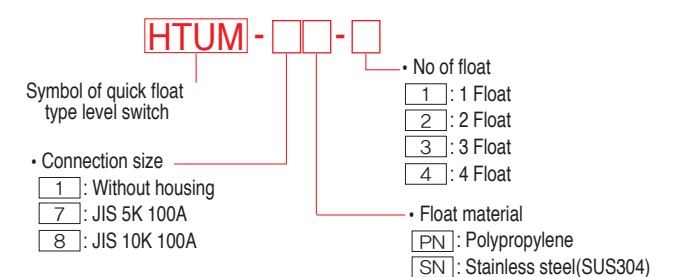 HTUM -  -
Symbol of quick float
type level switch
• Connection size
1 : Without housing
7 : JIS 5K 100A
8 : JIS 10K 100A
• No of float
1 : 1 Float
2 : 2 Float
3 : 3 Float
4 : 4 Float
• Float material
PN : Polypropylene
SN : Stainless steel(SUS304)